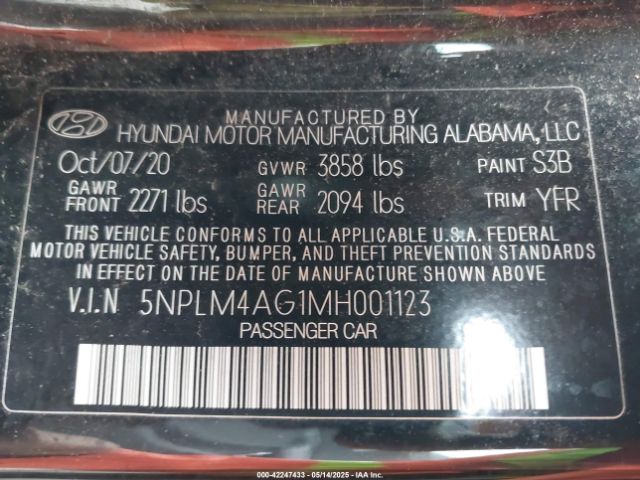 MANUFACTURED BY
HYUNDAI MOTOR MANUFACTURING ALABAMA, LLC
Oct/07/20 GVWR 3858 lbs PAINT S3B
GAWR FRONT 2271 lbs GAWR REAR 2094 lbs TRIM YFR
THIS VEHICLE CONFORMS TO ALL APPLICABLE U.S.A. FEDERAL
MOTOR VEHICLE SAFETY, BUMPER, AND THEFT PREVENTION STANDARDS
IN EFFECT ON THE DATE OF MANUFACTURE SHOWN ABOVE
V.I.N 5NPLM4AG1MH001123
PASSENGER CAR
000-42247433 - 05/14/2025 - IAA Inc.